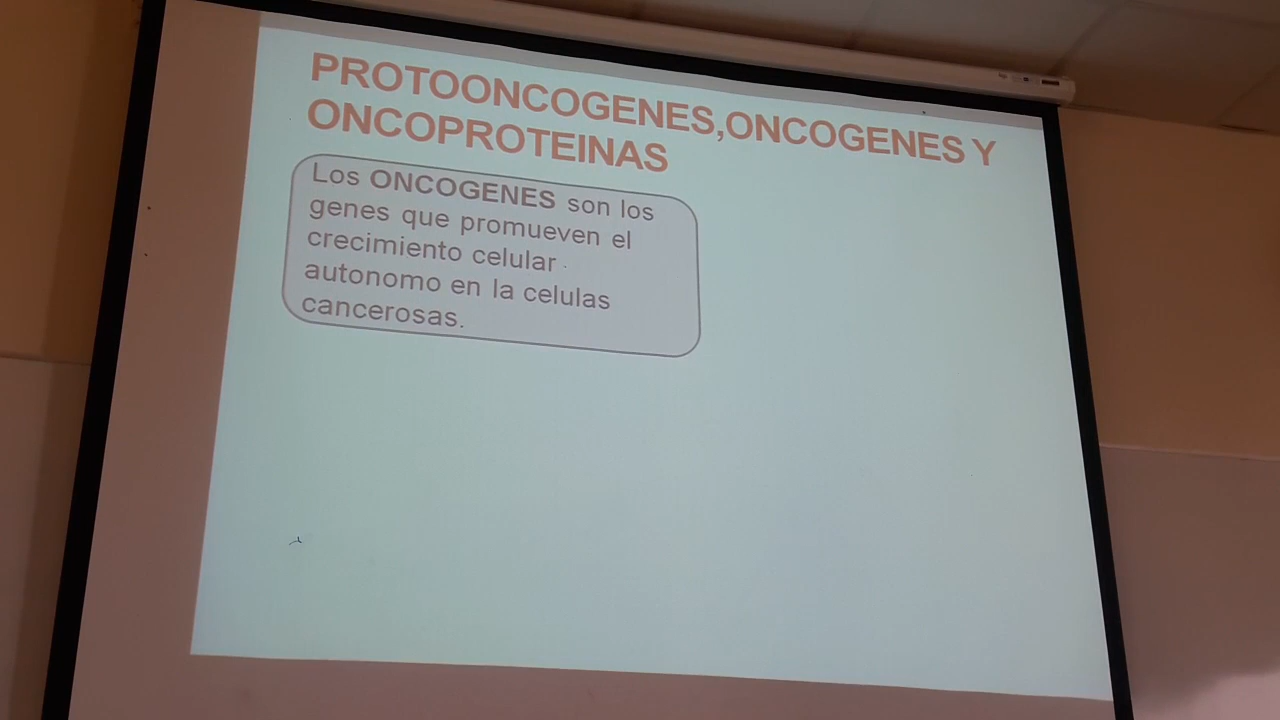 PROTOONCOGENES,ONCOGENES Y
ONCOPROTEINAS
Los ONCOGENES son los
genes que promueven el
crecimiento celular
autonomo en la celulas
cancerosas.